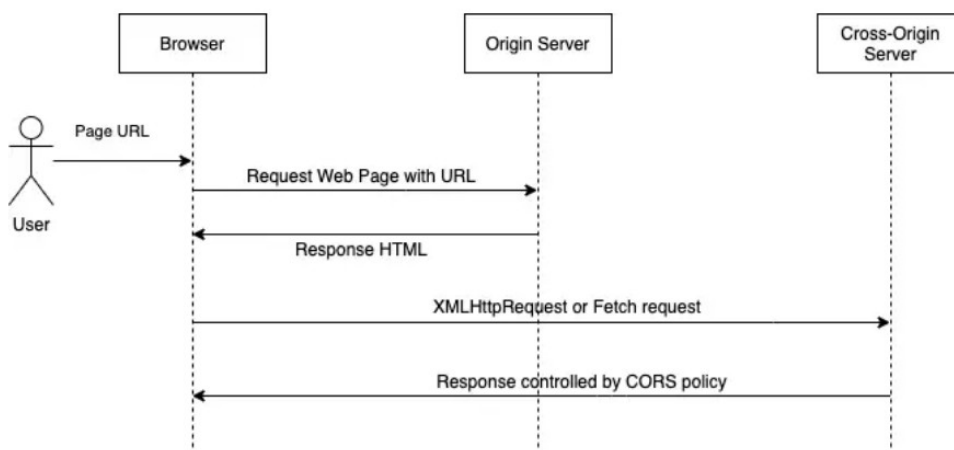 Browser
Origin Server
Cross-Origin
Server
Page URL
User
Request Web Page with URL
Response HTML
XMLHttpRequest or Fetch request
Response controlled by CORS policy